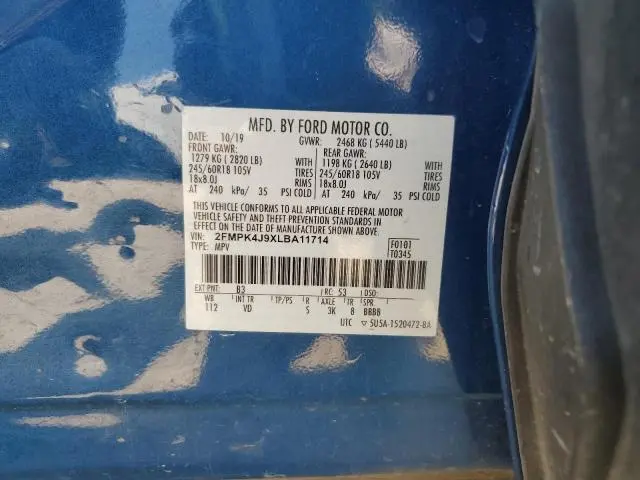 MFD. BY FORD MOTOR CO.
DATE: 10/19 GVWR: 2468 KG ( 5440 LB)
FRONT GAWR: REAR GAWR:
1279 KG ( 2820 LB) WITH 1198 KG ( 2640 LB) WITH
245/60R18 105V TIRES 245/60R18 105V TIRES
18x8.0J RIMS 18x8.0J RIMS
AT 240 kPa/ 35 PSI COLD AT 240 kPa/ 35 PSI COLD
THIS VEHICLE CONFORMS TO ALL APPLICABLE FEDERAL MOTOR
VEHICLE SAFETY AND THEFT PREVENTION STANDARDS IN
EFFECT ON THE DATE OF MANUFACTURE SHOWN ABOVE.
VIN: 2FMPK4J9XLBA11714 F0101
TYPE: MPV T0345
EXT PNT: B3 RC: 53 DSO:
WB INT TR TP/PS R AXLE TR SPR
112 VD S 3K 8 BBBB
UTC ▽ 5U5A-1520472-BA